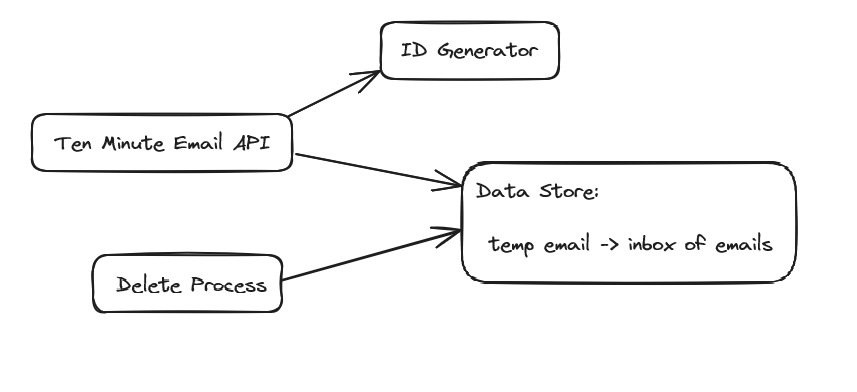 ID Generator
Ten Minute Email API
Data Store:
temp email -> inbox of emails
Delete Process